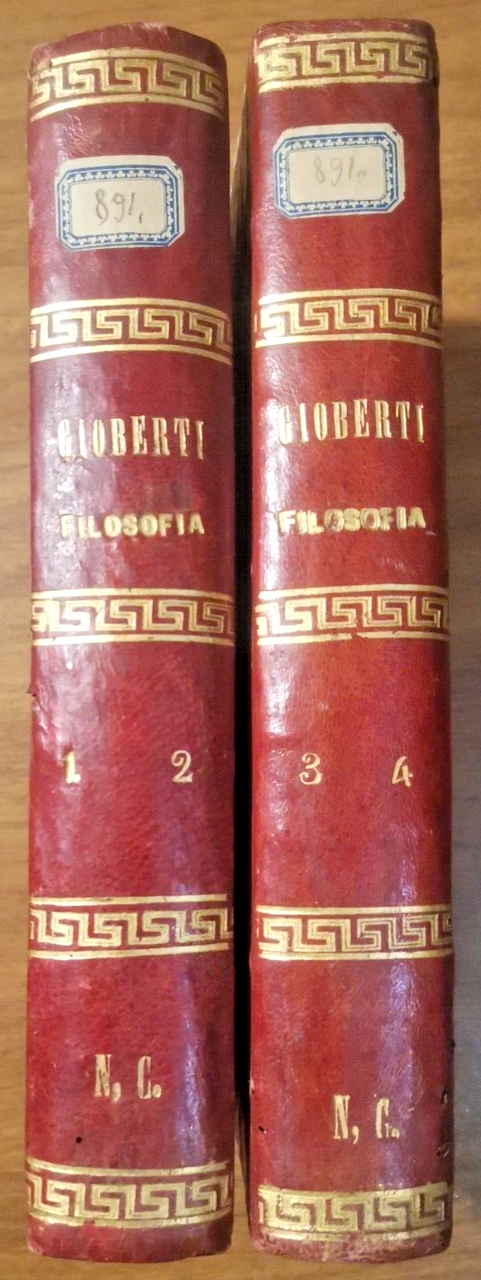 891.
GIOBERTI
FILOSOFIA
1 2
N, C.
891.
GIOBERTI
FILOSOFIA
3 4
N, C.